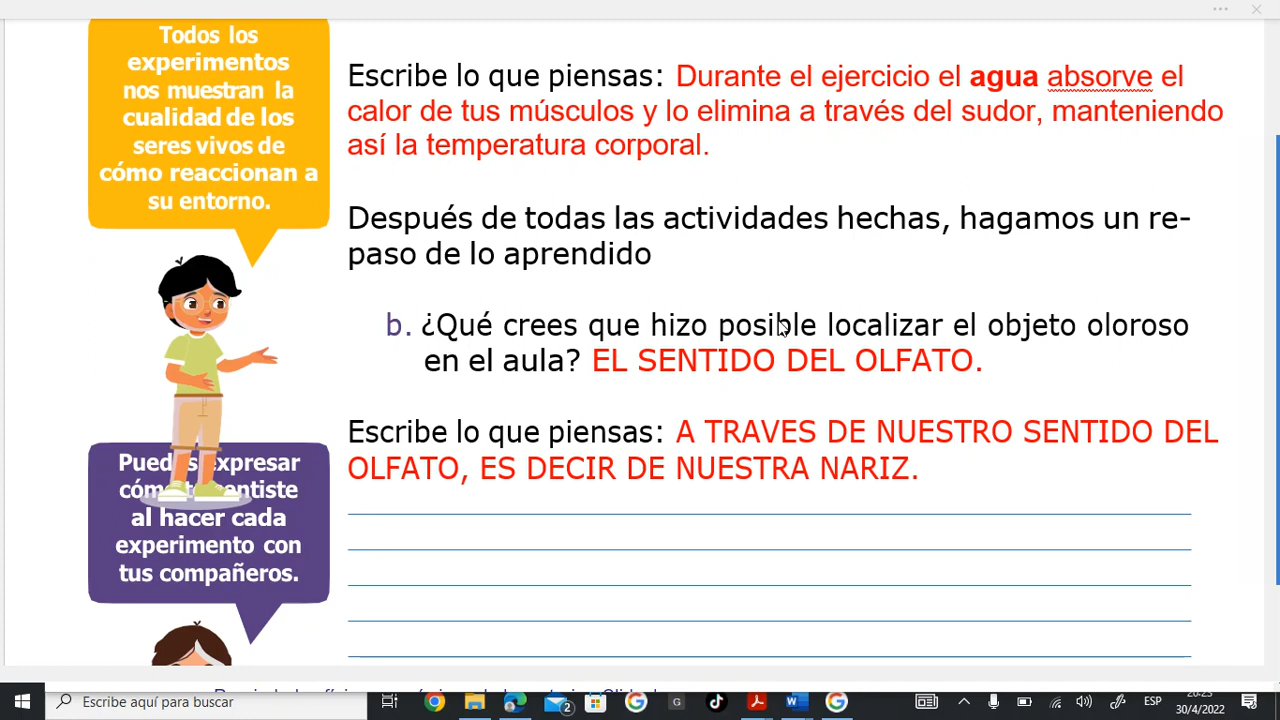 Todos los
experimentos
nos muestran la
cualidad de los
seres vivos de
cómo reaccionan a
su entorno.
Escribe lo que piensas: Durante el ejercicio el agua absorve el
calor de tus músculos y lo elimina a través del sudor, manteniendo
así la temperatura corporal.
Después de todas las actividades hechas, hagamos un re-
paso de lo aprendido
b. ¿Qué crees que hizo posible localizar el objeto oloroso
en el aula? EL SENTIDO DEL OLFATO.
Escribe lo que piensas: A TRAVES DE NUESTRO SENTIDO DEL
OLFATO, ES DECIR DE NUESTRA NARIZ.
expresar
al hacer cada
experimento con
tus compañeros.
Escribe aquí para buscar
2
G
ESP
20:25
30/4/2022